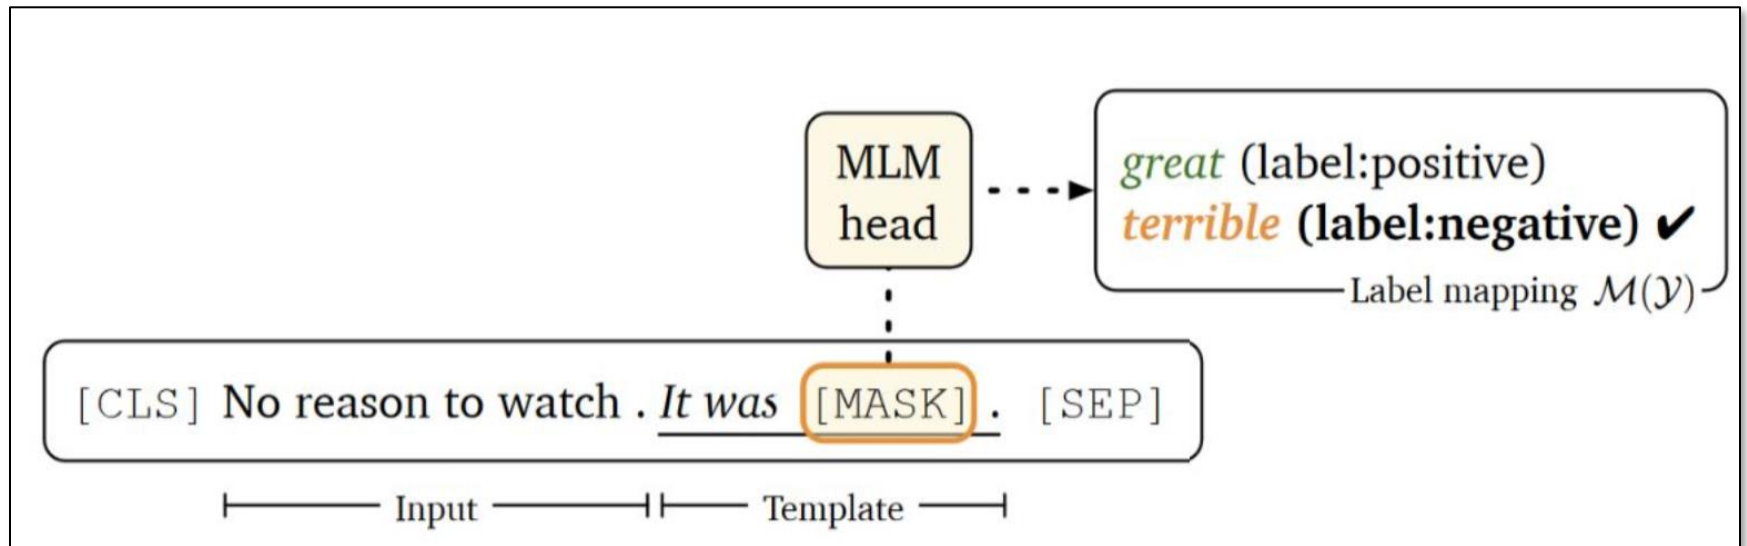 MLM
head
great (label:positive)
terrible (label:negative) ✔
Label mapping 𝓜(𝒴)
[CLS] No reason to watch . It was [MASK] . [SEP]
Input Template